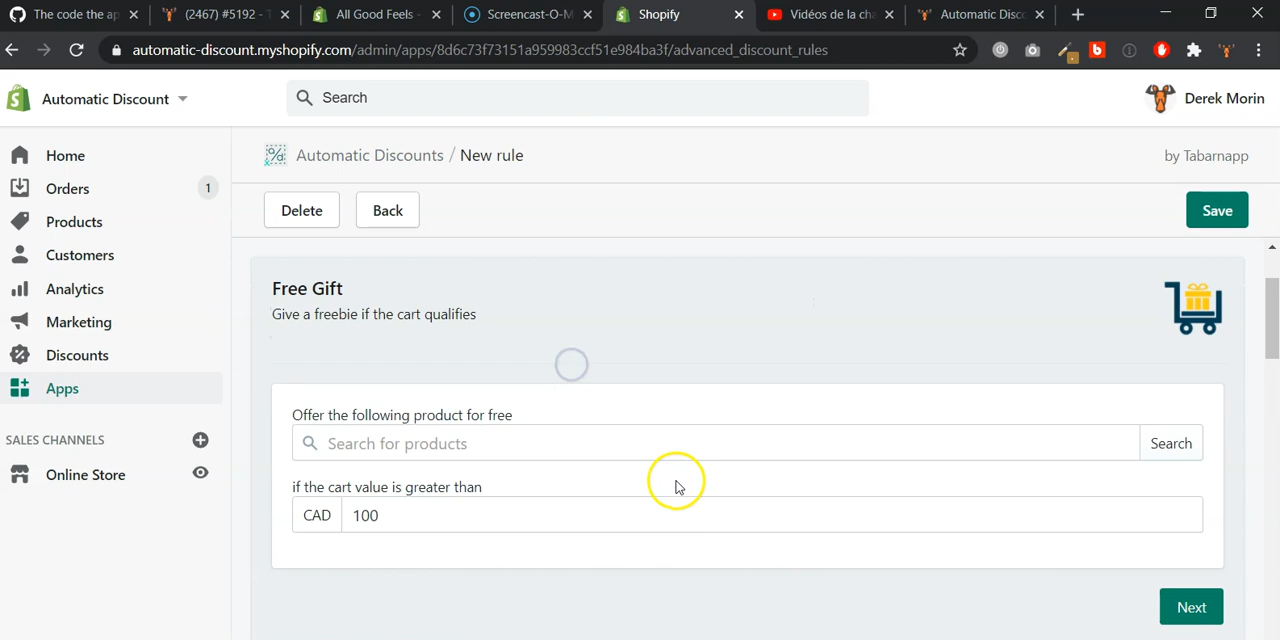 The code the ap
(2467) #5192 - T
All Good Feels -
Screencast-O-M
Shopify
Vidéos de la cha
Automatic Disco
automatic-discount.myshopify.com/admin/apps/8d6c73f73151a959983ccf51e984ba3f/advanced_discount_rules
Automatic Discount
Search
Derek Morin
Home
Orders
1
Products
Customers
Analytics
Marketing
Discounts
Apps
SALES CHANNELS
Online Store
Automatic Discounts / New rule
by Tabarnapp
Delete
Back
Save
Free Gift
Give a freebie if the cart qualifies
Offer the following product for free
Search for products
Search
if the cart value is greater than
CAD
100
Next